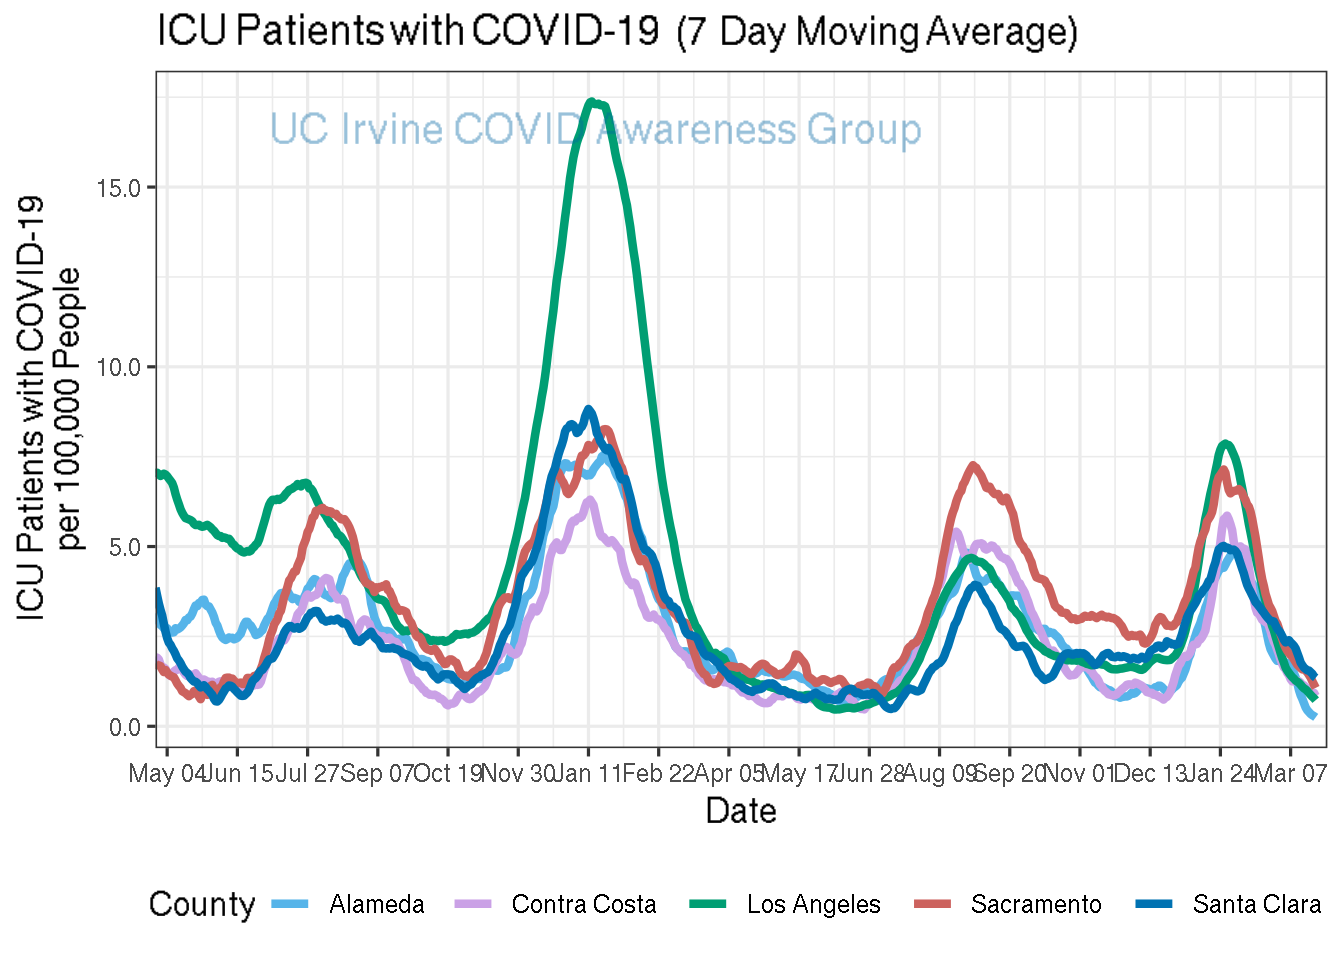 ICU Patients with COVID-19 (7 Day Moving Average)
UC Irvine COVID Awareness Group
ICU Patients with COVID-19
per 100,000 People
15.0
10.0
5.0
0.0
May 04 Jun 15 Jul 27 Sep 07 Oct 19 Nov 30 Jan 11 Feb 22 Apr 05 May 17 Jun 28 Aug 09 Sep 20 Nov 01 Dec 13 Jan 24 Mar 07
Date
County Alameda Contra Costa Los Angeles Sacramento Santa Clara